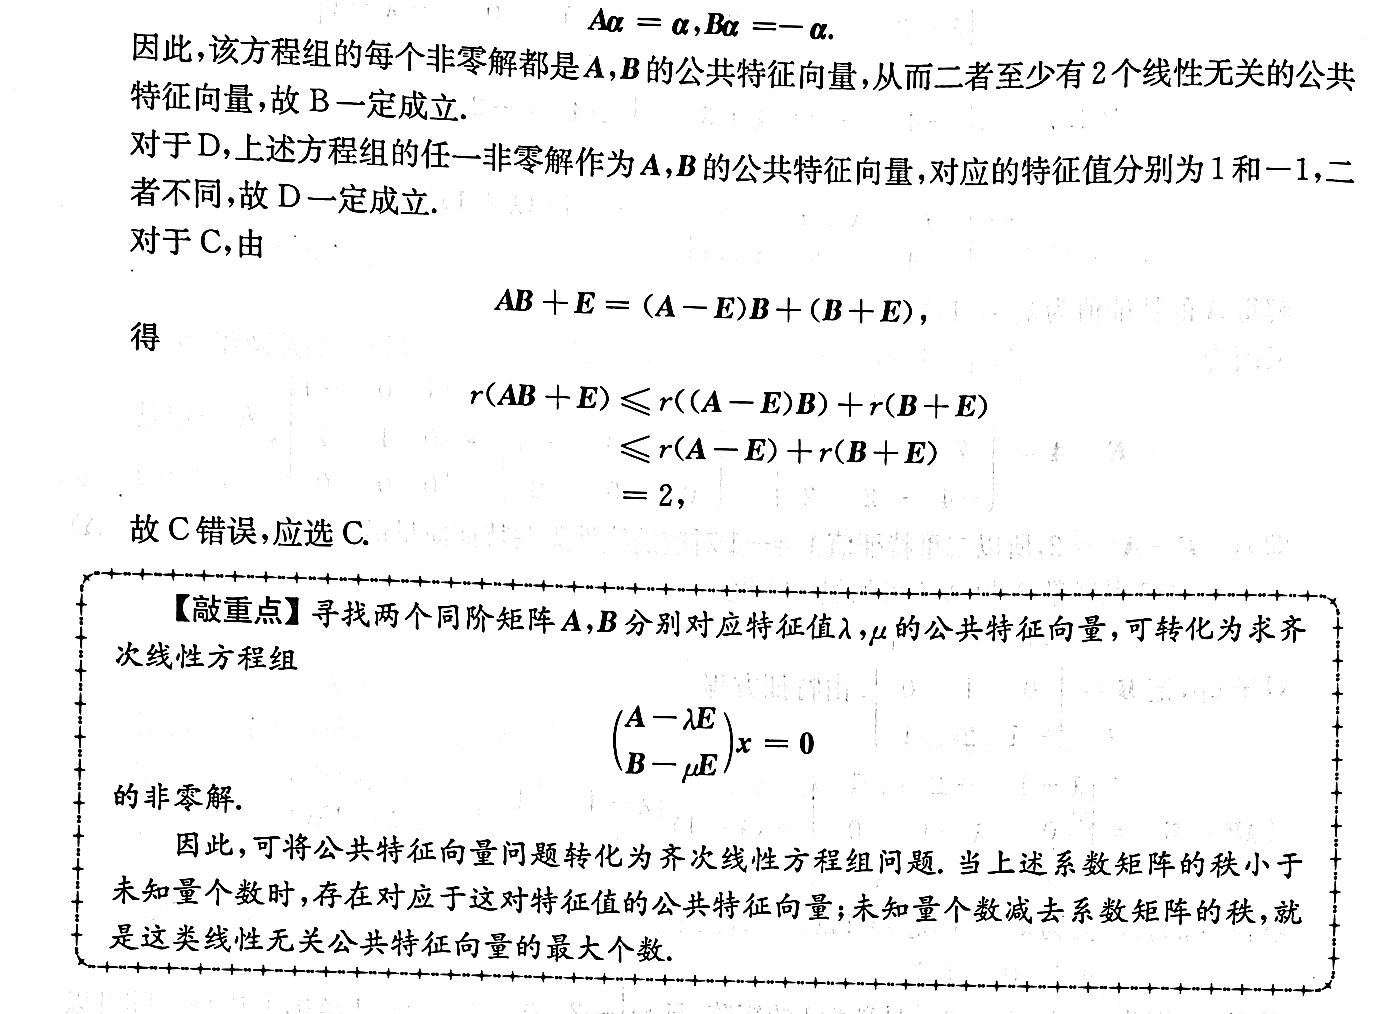 Aα = α, Bα = -α.
因此,该方程组的每个非零解都是A,B的公共特征向量,从而二者至少有2个线性无关的公共
特征向量,故 B 一定成立.
对于D,上述方程组的任一非零解作为A,B的公共特征向量,对应的特征值分别为1和-1,二
者不同,故 D 一定成立.
对于 C,由
AB + E = (A - E)B + (B + E),
得
r(AB + E) ≤ r((A - E)B) + r(B + E)
≤ r(A - E) + r(B + E)
= 2,
故 C 错误,应选 C.
【敲重点】寻找两个同阶矩阵A,B分别对应特征值λ,μ的公共特征向量,可转化为求齐
次线性方程组
(A - λE
B - μE)x = 0
的非零解.
因此,可将公共特征向量问题转化为齐次线性方程组问题. 当上述系数矩阵的秩小于
未知量个数时,存在对应于这对特征值的公共特征向量;未知量个数减去系数矩阵的秩,就
是这类线性无关公共特征向量的最大个数.